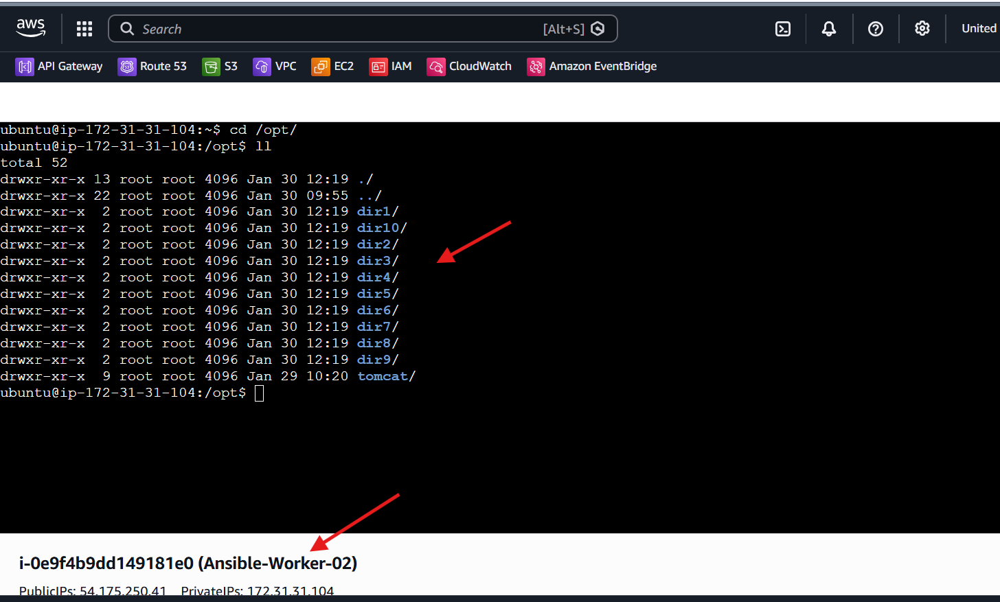 aws Search [Alt+S] United
API Gateway Route 53 S3 VPC EC2 IAM CloudWatch Amazon EventBridge
ubuntu@ip-172-31-31-104:~$ cd /opt/
ubuntu@ip-172-31-31-104:/opt$ ll
total 52
drwxr-xr-x 13 root root 4096 Jan 30 12:19 ./
drwxr-xr-x 22 root root 4096 Jan 30 09:55 ../
drwxr-xr-x  2 root root 4096 Jan 30 12:19 dir1/
drwxr-xr-x  2 root root 4096 Jan 30 12:19 dir10/
drwxr-xr-x  2 root root 4096 Jan 30 12:19 dir2/
drwxr-xr-x  2 root root 4096 Jan 30 12:19 dir3/
drwxr-xr-x  2 root root 4096 Jan 30 12:19 dir4/
drwxr-xr-x  2 root root 4096 Jan 30 12:19 dir5/
drwxr-xr-x  2 root root 4096 Jan 30 12:19 dir6/
drwxr-xr-x  2 root root 4096 Jan 30 12:19 dir7/
drwxr-xr-x  2 root root 4096 Jan 30 12:19 dir8/
drwxr-xr-x  2 root root 4096 Jan 30 12:19 dir9/
drwxr-xr-x  9 root root 4096 Jan 29 10:20 tomcat/
ubuntu@ip-172-31-31-104:/opt$
i-0e9f4b9dd149181e0 (Ansible-Worker-02)
PublicIPs: 54.175.250.41 PrivateIPs: 172.31.31.104